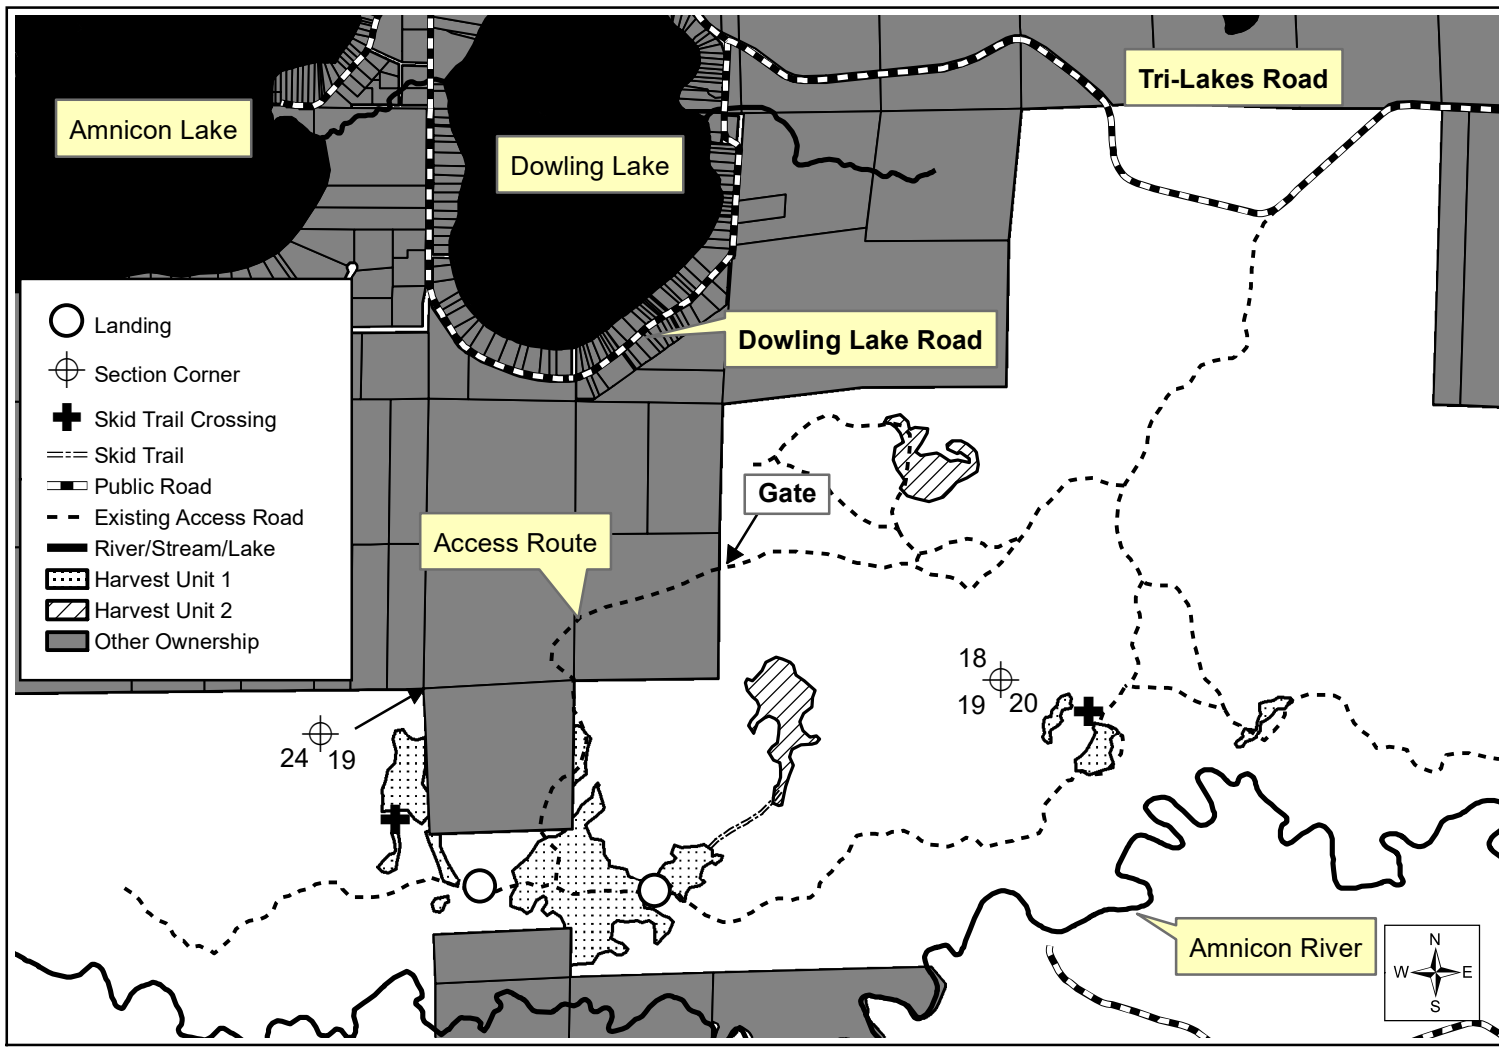 Tri-Lakes Road
Amnicon Lake
Dowling Lake
Dowling Lake Road
Landing
Section Corner
Skid Trail Crossing
Skid Trail
Public Road
Existing Access Road
River/Stream/Lake
Harvest Unit 1
Harvest Unit 2
Other Ownership
Gate
Access Route
18
19 20
24 19
Amnicon River
N
W E
S